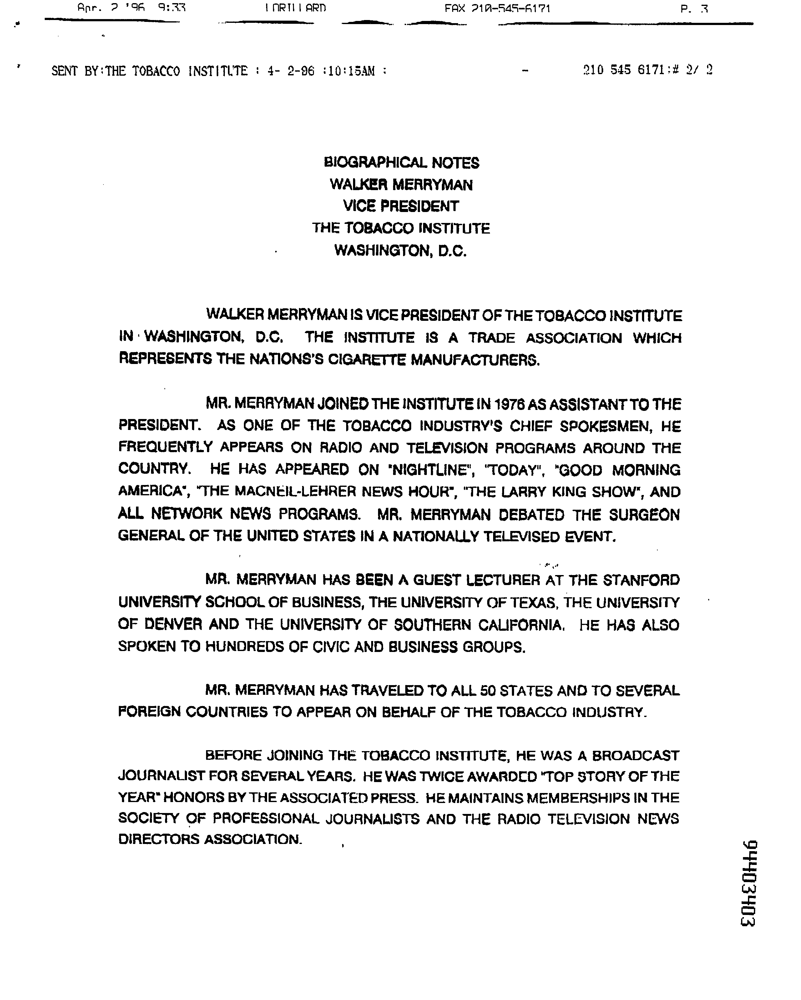 Apr. 2 '96 9:33 LORILLARD FAX 210-545-6171 P. 3
SENT BY:THE TOBACCO INSTITUTE : 4- 2-96 :10:15AM : - 210 545 6171:# 2/ 2
BIOGRAPHICAL NOTES
WALKER MERRYMAN
VICE PRESIDENT
THE TOBACCO INSTITUTE
WASHINGTON, D.C.
WALKER MERRYMAN IS VICE PRESIDENT OF THE TOBACCO INSTITUTE
IN WASHINGTON, D.C. THE INSTITUTE IS A TRADE ASSOCIATION WHICH
REPRESENTS THE NATIONS'S CIGARETTE MANUFACTURERS.
MR. MERRYMAN JOINED THE INSTITUTE IN 1976 AS ASSISTANT TO THE
PRESIDENT. AS ONE OF THE TOBACCO INDUSTRY'S CHIEF SPOKESMEN, HE
FREQUENTLY APPEARS ON RADIO AND TELEVISION PROGRAMS AROUND THE
COUNTRY. HE HAS APPEARED ON "NIGHTLINE", "TODAY", "GOOD MORNING
AMERICA", "THE MACNEIL-LEHRER NEWS HOUR", "THE LARRY KING SHOW", AND
ALL NETWORK NEWS PROGRAMS. MR. MERRYMAN DEBATED THE SURGEON
GENERAL OF THE UNITED STATES IN A NATIONALLY TELEVISED EVENT.
MR. MERRYMAN HAS BEEN A GUEST LECTURER AT THE STANFORD
UNIVERSITY SCHOOL OF BUSINESS, THE UNIVERSITY OF TEXAS, THE UNIVERSITY
OF DENVER AND THE UNIVERSITY OF SOUTHERN CALIFORNIA. HE HAS ALSO
SPOKEN TO HUNDREDS OF CIVIC AND BUSINESS GROUPS.
MR. MERRYMAN HAS TRAVELED TO ALL 50 STATES AND TO SEVERAL
FOREIGN COUNTRIES TO APPEAR ON BEHALF OF THE TOBACCO INDUSTRY.
BEFORE JOINING THE TOBACCO INSTITUTE, HE WAS A BROADCAST
JOURNALIST FOR SEVERAL YEARS. HE WAS TWICE AWARDED "TOP STORY OF THE
YEAR" HONORS BY THE ASSOCIATED PRESS. HE MAINTAINS MEMBERSHIPS IN THE
SOCIETY OF PROFESSIONAL JOURNALISTS AND THE RADIO TELEVISION NEWS
DIRECTORS ASSOCIATION.
94403403